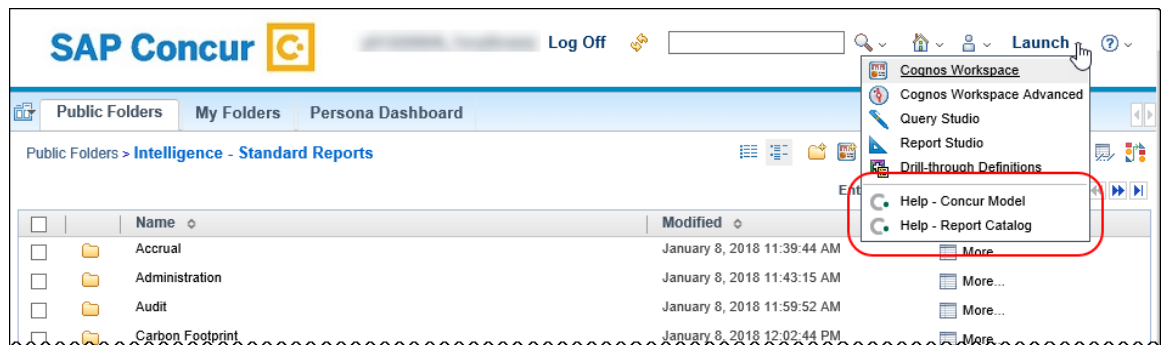 SAP Concur C
Log Off
Launch
Cognos Workspace
Cognos Workspace Advanced
Query Studio
Report Studio
Drill-through Definitions
Help - Concur Model
Help - Report Catalog
Public Folders My Folders Persona Dashboard
Public Folders > Intelligence - Standard Reports
Ent
Name Modified
Accrual January 8, 2018 11:39:44 AM More...
Administration January 8, 2018 11:43:15 AM More...
Audit January 8, 2018 11:59:52 AM More...
Carbon Footprint January 8, 2018 12:02:44 PM More...